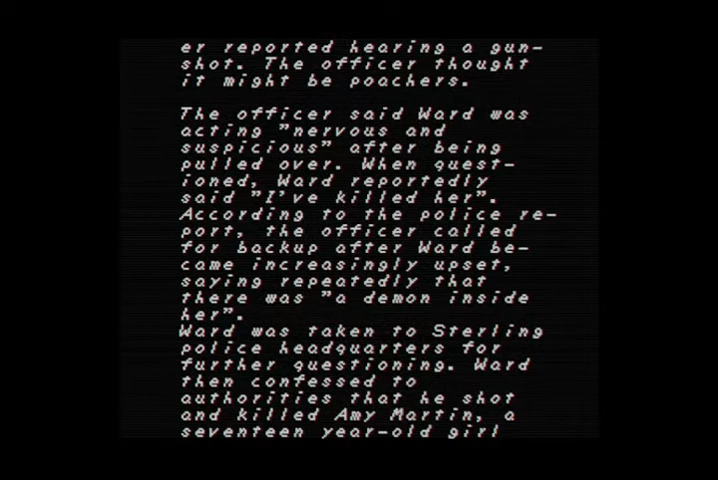 er reported hearing a gun-
shot. The officer thought
it might be poachers.
The officer said Ward was
acting "nervous and
suspicious" after being
pulled over. When quest-
ioned, Ward reportedly
said "I've killed her".
According to the police re-
port, the officer called
for backup after Ward be-
came increasingly upset,
saying repeatedly that
there was "a demon inside
her".
Ward was taken to Sterling
police headquarters for
further questioning. Ward
then confessed to
authorities that he shot
and killed Amy Martin, a
seventeen year-old girl